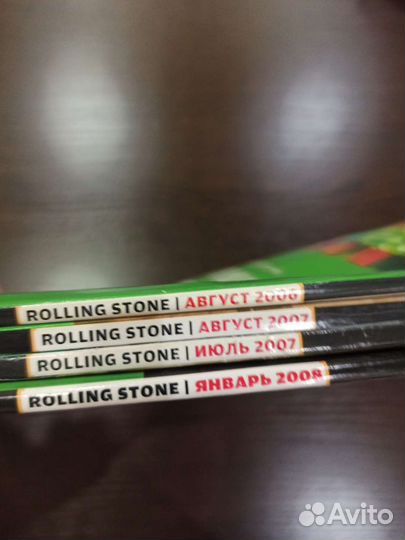 ROLLING STONE | АВГУСТ 2006
ROLLING STONE | АВГУСТ 2007
ROLLING STONE | ИЮЛЬ 2007
ROLLING STONE | ЯНВАРЬ 2008
Avito